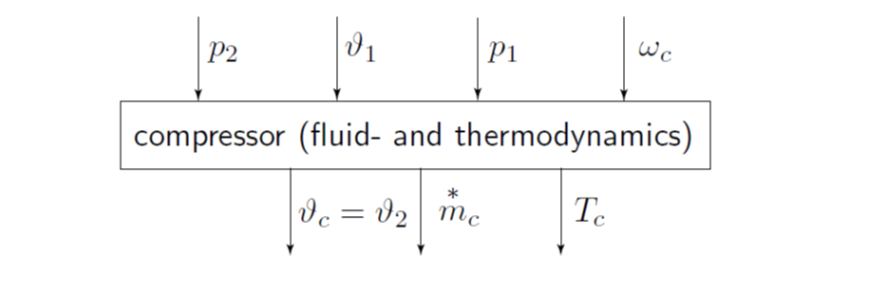 p₂ ϑ₁ p₁ ω_c
compressor (fluid- and thermodynamics)
ϑ_c = ϑ₂ ṁ*_c T_c